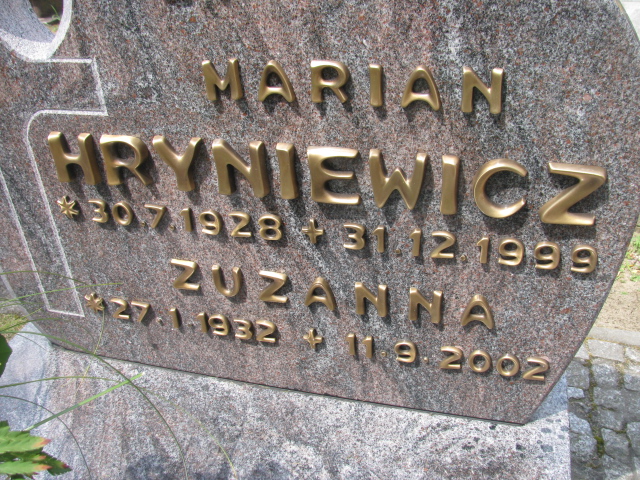 MARIAN
HRYNIEWICZ
* 30.7.1928 + 31.12.1999
ZUZANNA
* 27.1.1932 + 11.9.2002